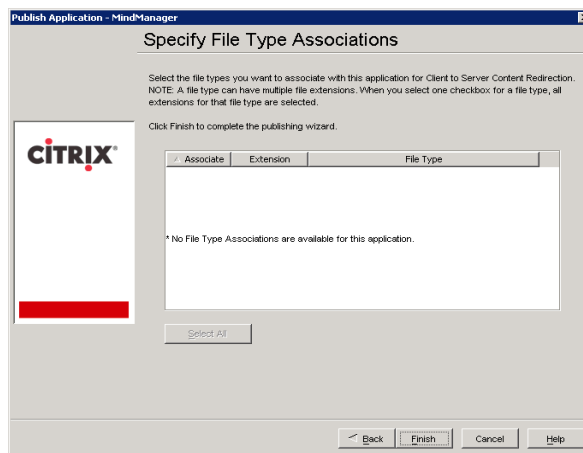 Publish Application - MindManager
Specify File Type Associations
Select the file types you want to associate with this application for Client to Server Content Redirection.
NOTE: A file type can have multiple file extensions. When you select one checkbox for a file type, all
extensions for that file type are selected.
Click Finish to complete the publishing wizard.
CITRIX®
Associate Extension File Type
* No File Type Associations are available for this application.
Select All
< Back Finish Cancel Help